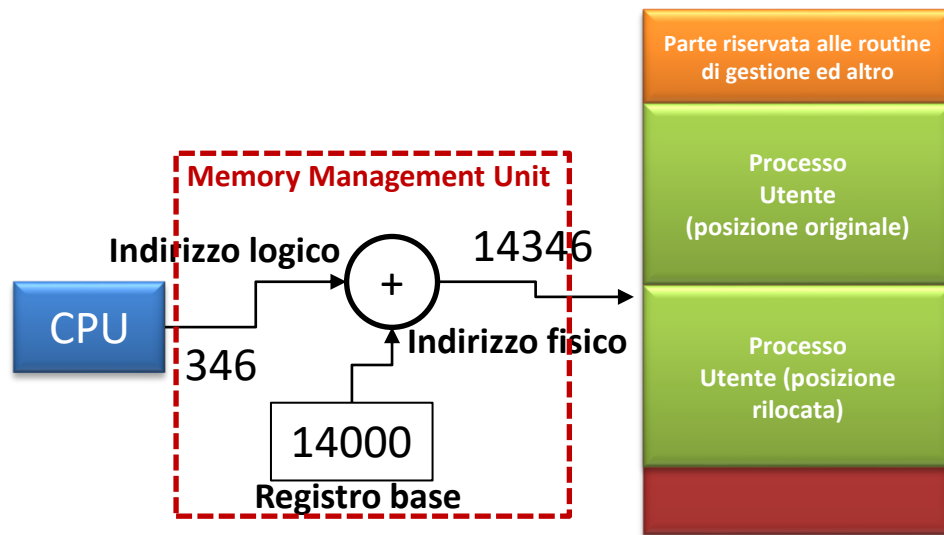 Parte riservata alle routine
di gestione ed altro
Memory Management Unit
Processo
Utente
(posizione originale)
Indirizzo logico
14346
+
CPU
346
Indirizzo fisico
14000
Registro base
Processo
Utente (posizione
rilocata)